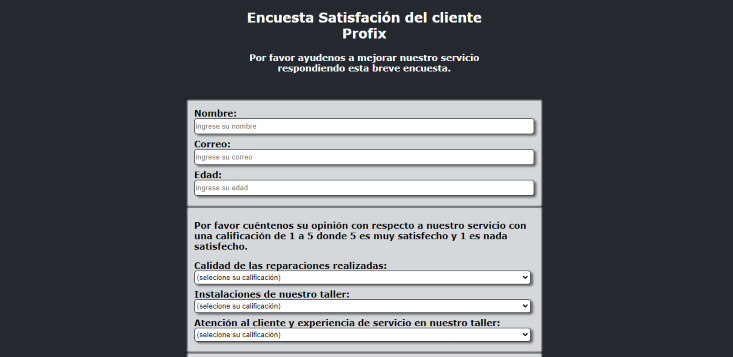 Encuesta Satisfación del cliente
Profix
Por favor ayudenos a mejorar nuestro servicio
respondiendo esta breve encuesta.
Nombre:
ingrese su nombre
Correo:
ingrese su correo
Edad:
ingrese su edad
Por favor cuéntenos su opinión con respecto a nuestro servicio con
una calificación de 1 a 5 donde 5 es muy satisfecho y 1 es nada
satisfecho.
Calidad de las reparaciones realizadas:
(selecione su calificación)
Instalaciones de nuestro taller:
(selecione su calificación)
Atención al cliente y experiencia de servicio en nuestro taller:
(selecione su calificación)